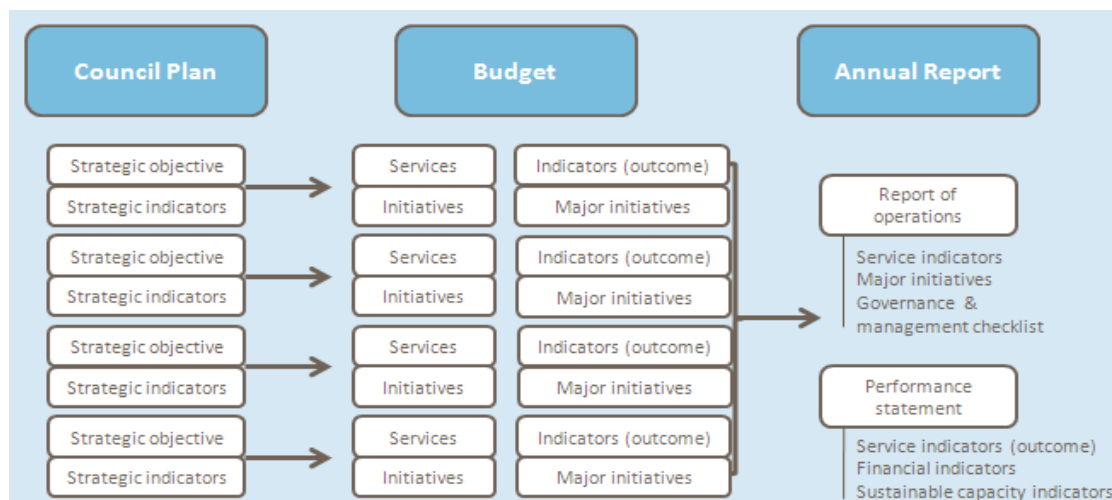 Council Plan
Budget
Annual Report
Strategic objective
Strategic indicators
Services
Initiatives
Indicators (outcome)
Major initiatives
Strategic objective
Strategic indicators
Services
Initiatives
Indicators (outcome)
Major initiatives
Strategic objective
Strategic indicators
Services
Initiatives
Indicators (outcome)
Major initiatives
Strategic objective
Strategic indicators
Services
Initiatives
Indicators (outcome)
Major initiatives
Report of
operations
Service indicators
Major initiatives
Governance &
management checklist
Performance
statement
Service indicators (outcome)
Financial indicators
Sustainable capacity indicators